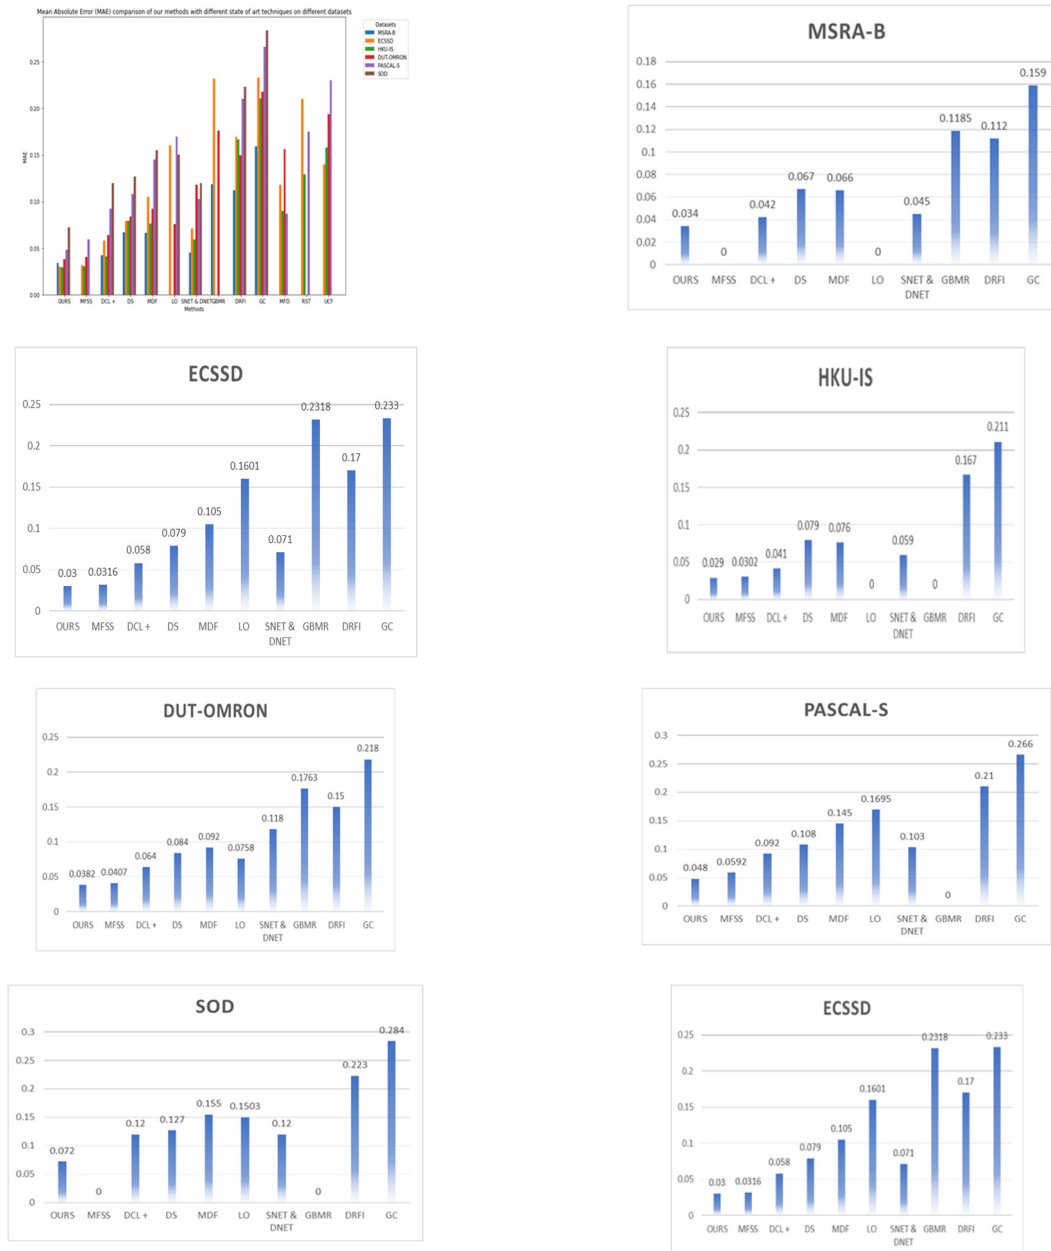 Mean Absolute Error (MAE) comparison of our methods with different state of art techniques on different datasets
Datasets
MSRA-B
ECSSD
HKU-IS
DUT-OMRON
PASCAL-S
SOD
0.25
0.20
0.15
0.10
0.05
0.00
MAE
OURS MFSS DCL + DS MDF LO SNET & DNETGBMR DRFI GC MFD RST UCF
Methods
MSRA-B
0.18
0.16
0.14
0.12
0.1
0.08
0.06
0.04
0.02
0
0.034 0 0.042 0.067 0.066 0 0.045 0.1185 0.112 0.159
OURS MFSS DCL + DS MDF LO SNET & GBMR DRFI GC
DNET
ECSSD
0.25
0.2
0.15
0.1
0.05
0
0.03 0.0316 0.058 0.079 0.105 0.1601 0.071 0.2318 0.17 0.233
OURS MFSS DCL + DS MDF LO SNET & GBMR DRFI GC
DNET
HKU-IS
0.25
0.2
0.15
0.1
0.05
0
0.029 0.0302 0.041 0.079 0.076 0 0.059 0 0.167 0.211
OURS MFSS DCL + DS MDF LO SNET & GBMR DRFI GC
DNET
DUT-OMRON
0.25
0.2
0.15
0.1
0.05
0
0.0382 0.0407 0.064 0.084 0.092 0.0758 0.118 0.1763 0.15 0.218
OURS MFSS DCL + DS MDF LO SNET & GBMR DRFI GC
DNET
PASCAL-S
0.3
0.25
0.2
0.15
0.1
0.05
0
0.048 0.0592 0.092 0.108 0.145 0.1695 0.103 0 0.21 0.266
OURS MFSS DCL + DS MDF LO SNET & GBMR DRFI GC
DNET
SOD
0.3
0.25
0.2
0.15
0.1
0.05
0
0.072 0 0.12 0.127 0.155 0.1503 0.12 0 0.223 0.284
OURS MFSS DCL + DS MDF LO SNET & GBMR DRFI GC
DNET
ECSSD
0.25
0.2
0.15
0.1
0.05
0
0.03 0.0316 0.058 0.079 0.105 0.1601 0.071 0.2318 0.17 0.233
OURS MFSS DCL + DS MDF LO SNET & GBMR DRFI GC
DNET